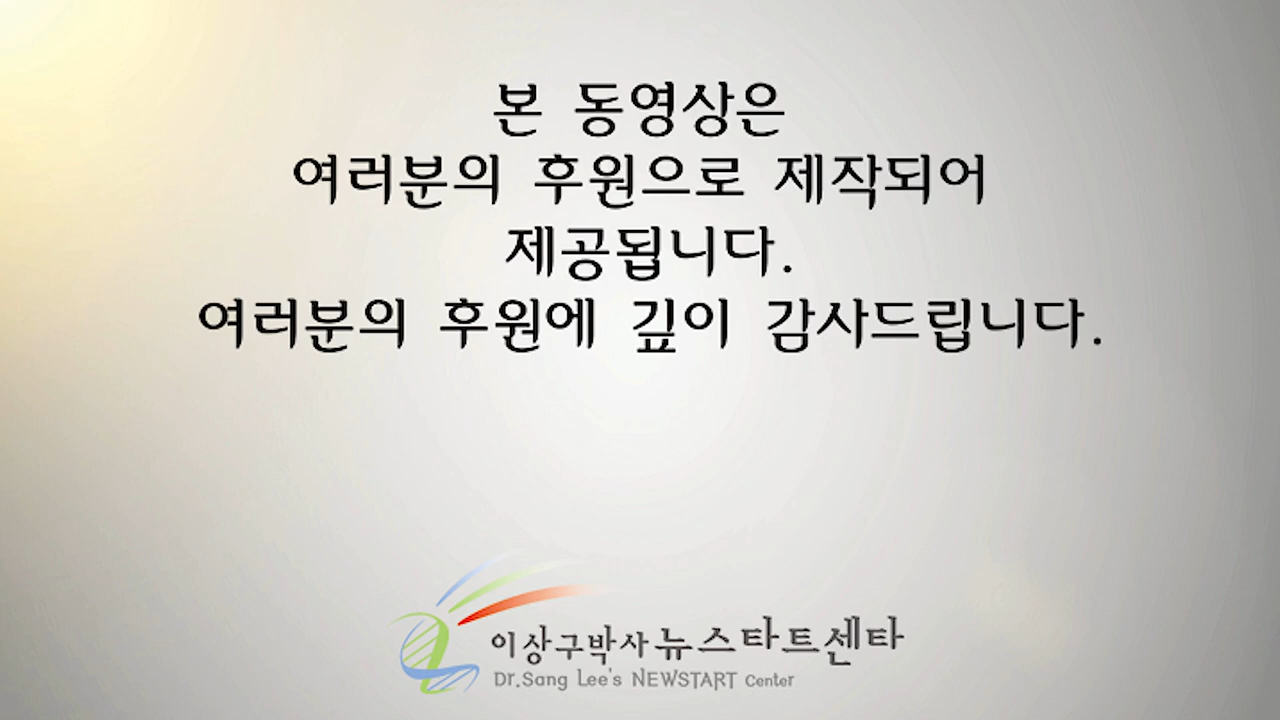 본 동영상은
여러분의 후원으로 제작되어
제공됩니다.
여러분의 후원에 깊이 감사드립니다.
이상구박사 뉴스타트센타
Dr.Sang Lee's NEWSTART Center